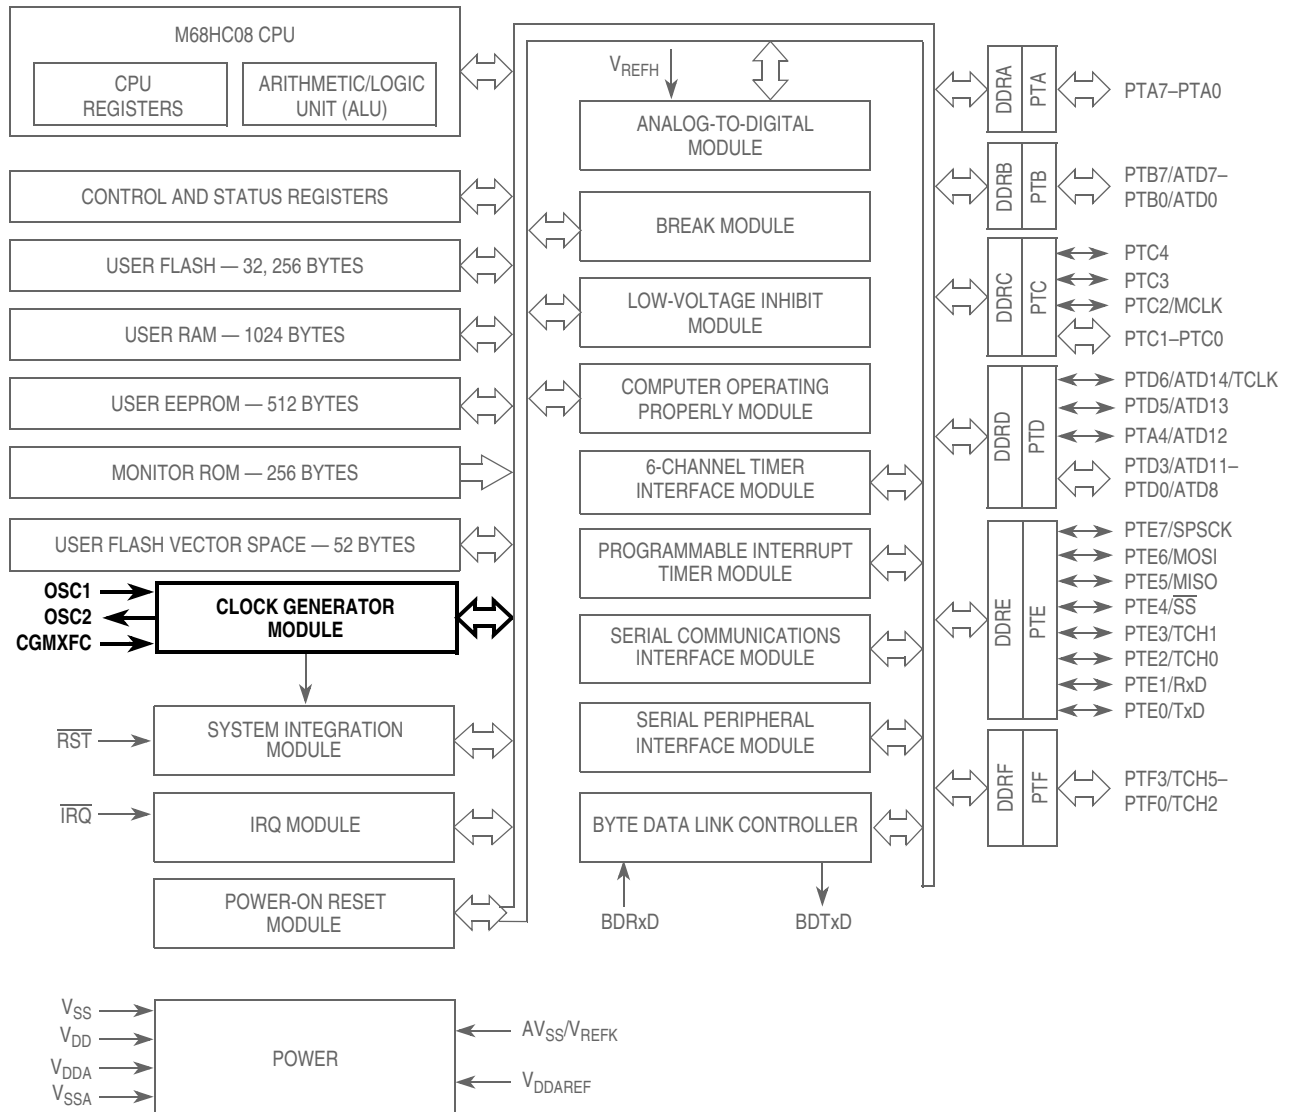 M68HC08 CPU
CPU
REGISTERS
ARITHMETIC/LOGIC
UNIT (ALU)
CONTROL AND STATUS REGISTERS
USER FLASH — 32, 256 BYTES
USER RAM — 1024 BYTES
USER EEPROM — 512 BYTES
MONITOR ROM — 256 BYTES
USER FLASH VECTOR SPACE — 52 BYTES
OSC1
OSC2
CGMXFC
CLOCK GENERATOR
MODULE
RST
SYSTEM INTEGRATION
MODULE
IRQ
IRQ MODULE
POWER-ON RESET
MODULE
VSS
VDD
VDDA
VSSA
POWER
AVSS/VREFK
VDDAREF
VREFH
ANALOG-TO-DIGITAL
MODULE
BREAK MODULE
LOW-VOLTAGE INHIBIT
MODULE
COMPUTER OPERATING
PROPERLY MODULE
6-CHANNEL TIMER
INTERFACE MODULE
PROGRAMMABLE INTERRUPT
TIMER MODULE
SERIAL COMMUNICATIONS
INTERFACE MODULE
SERIAL PERIPHERAL
INTERFACE MODULE
BYTE DATA LINK CONTROLLER
BDRxD
BDTxD
DDRA
PTA
PTA7–PTA0
DDRB
PTB
PTB7/ATD7–
PTB0/ATD0
DDRC
PTC
PTC4
PTC3
PTC2/MCLK
PTC1–PTC0
DDRD
PTD
PTD6/ATD14/TCLK
PTD5/ATD13
PTA4/ATD12
PTD3/ATD11–
PTD0/ATD8
DDRE
PTE
PTE7/SPSCK
PTE6/MOSI
PTE5/MISO
PTE4/SS
PTE3/TCH1
PTE2/TCH0
PTE1/RxD
PTE0/TxD
DDRF
PTF
PTF3/TCH5–
PTF0/TCH2